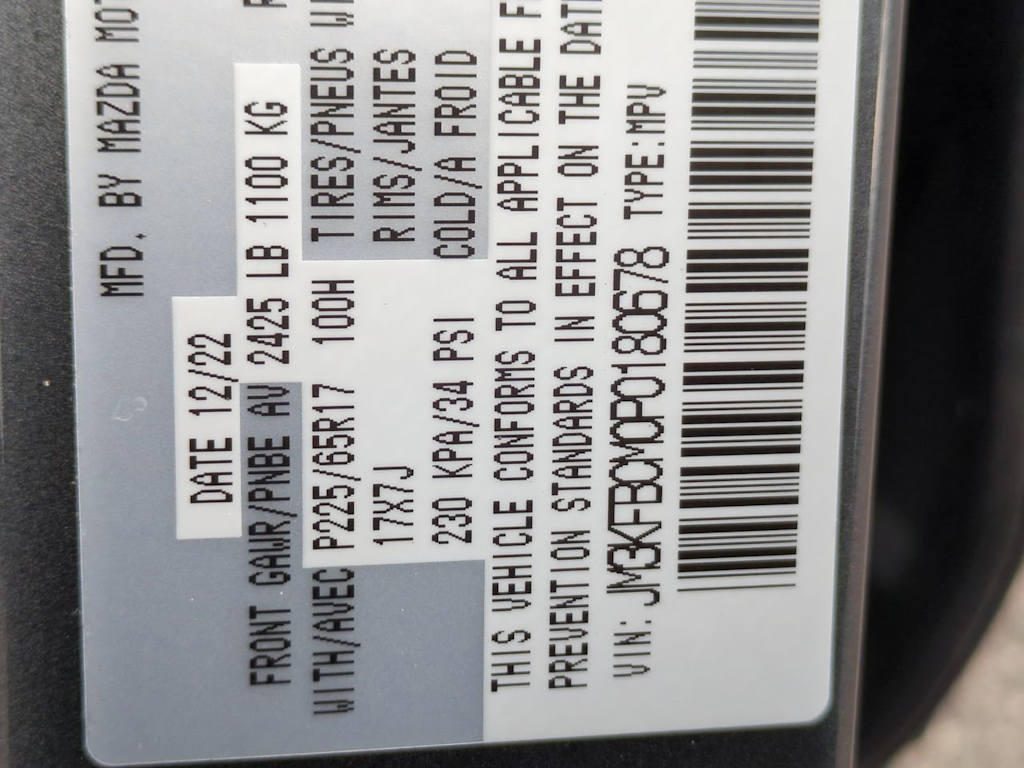 MFD. BY MAZDA MOT
DATE 12/22
FRONT GAWR/PNBE AV 2425 LB 1100 KG
WITH/AVEC P225/65R17 100H TIRES/PNEUS
17X7J RIMS/JANTES
230 KPA/34 PSI COLD/A FROID
THIS VEHICLE CONFORMS TO ALL APPLICABLE F
PREVENTION STANDARDS IN EFFECT ON THE DAT
VIN: JM3KFBCM0P0180678 TYPE:MPV